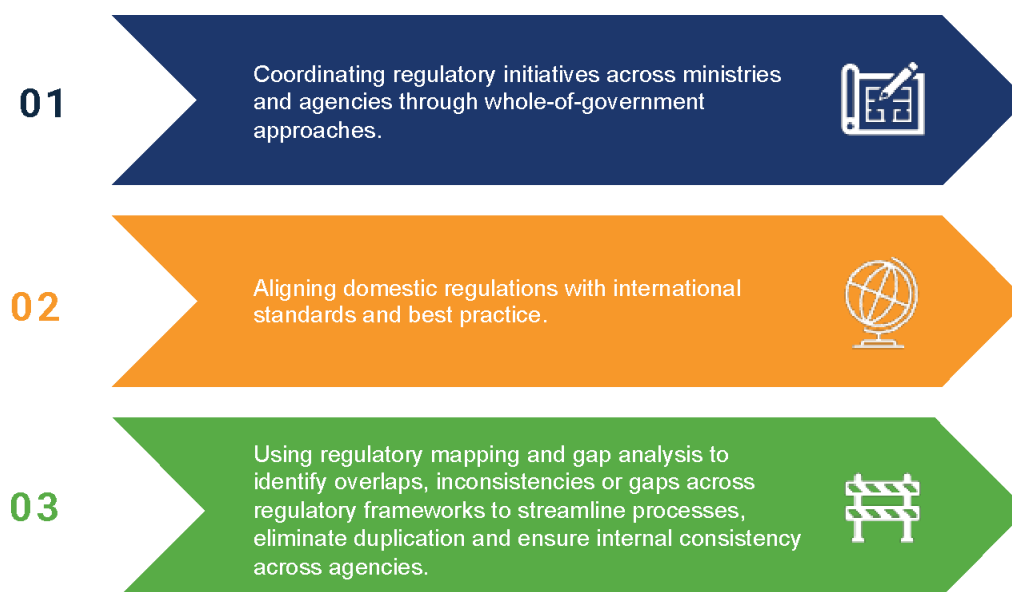 01
Coordinating regulatory initiatives across ministries
and agencies through whole-of-government
approaches.
02
Aligning domestic regulations with international
standards and best practice.
03
Using regulatory mapping and gap analysis to
identify overlaps, inconsistencies or gaps across
regulatory frameworks to streamline processes,
eliminate duplication and ensure internal consistency
across agencies.